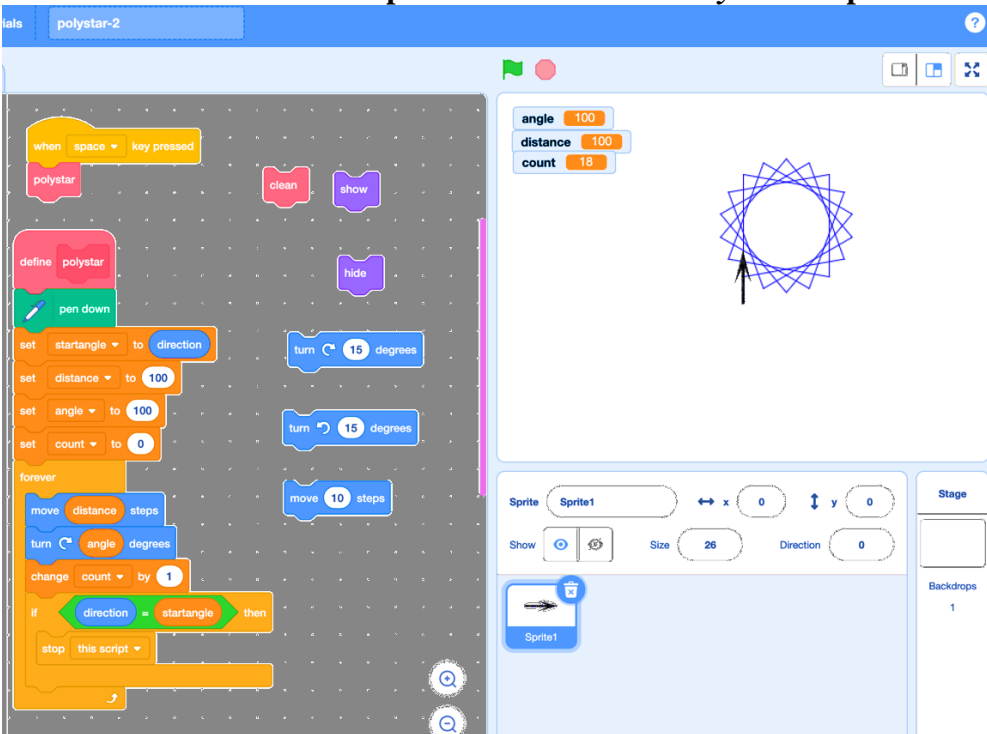 ials polystar-2 ?
when space key pressed
polystar
define polystar
pen down
set startangle to direction
set distance to 100
set angle to 100
set count to 0
forever
move distance steps
turn angle degrees
change count by 1
if direction = startangle then
stop this script
clean
show
hide
turn 15 degrees
turn 15 degrees
move 10 steps
angle 100
distance 100
count 18
Sprite Sprite1 x 0 y 0
Show Size 26 Direction 0
Sprite1
Stage
Backdrops
1